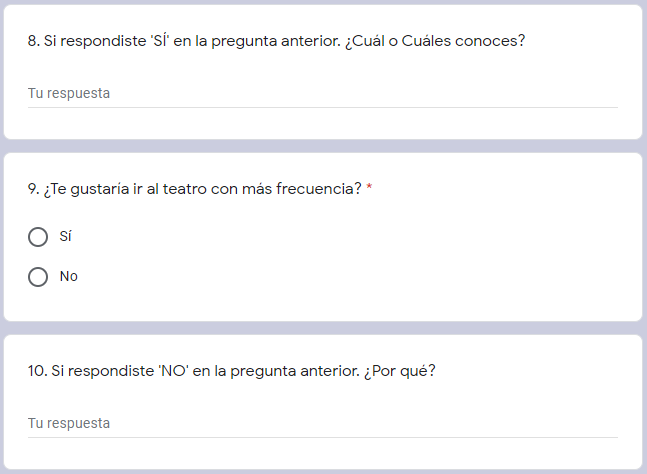 8. Si respondiste 'SÍ' en la pregunta anterior. ¿Cuál o Cuáles conoces?
Tu respuesta
9. ¿Te gustaría ir al teatro con más frecuencia? *
Sí
No
10. Si respondiste 'NO' en la pregunta anterior. ¿Por qué?
Tu respuesta